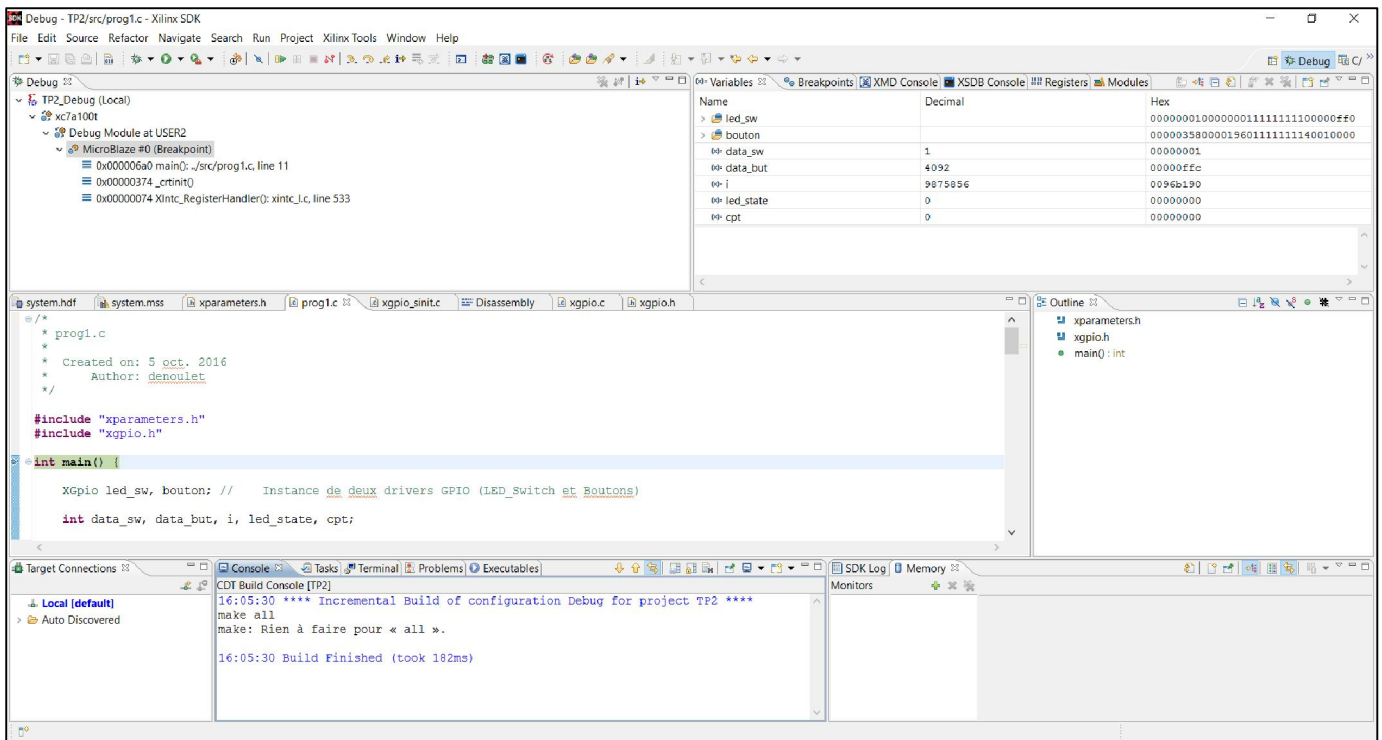 Debug - TP2/src/prog1.c - Xilinx SDK
File Edit Source Refactor Navigate Search Run Project Xilinx Tools Window Help
Debug C/
Debug
TP2_Debug (Local)
xc7a100t
Debug Module at USER2
MicroBlaze #0 (Breakpoint)
0x000006a0 main(): ../src/prog1.c, line 11
0x00000374 _crtinit()
0x00000074 XIntc_RegisterHandler(): xintc_l.c, line 533
Variables Breakpoints XMD Console XSDB Console Registers Modules
Name Decimal Hex
led_sw 00000001000000011111111100000ff0
bouton 00000358000019601111111140010000
data_sw 1 00000001
data_but 4092 00000ffc
i 9875856 0096b190
led_state 0 00000000
cpt 0 00000000
system.hdf system.mss xparameters.h prog1.c xgpio_sinit.c Disassembly xgpio.c xgpio.h
/*
* prog1.c
*
* Created on: 5 oct. 2016
* Author: denoulet
*/
#include "xparameters.h"
#include "xgpio.h"
int main() {
XGpio led_sw, bouton; // Instance de deux drivers GPIO (LED_Switch et Boutons)
int data_sw, data_but, i, led_state, cpt;
Outline
xparameters.h
xgpio.h
main() : int
Target Connections
Local [default]
Auto Discovered
Console Tasks Terminal Problems Executables
CDT Build Console [TP2]
16:05:30 **** Incremental Build of configuration Debug for project TP2 ****
make all
make: Rien à faire pour « all ».
16:05:30 Build Finished (took 182ms)
SDK Log Memory
Monitors